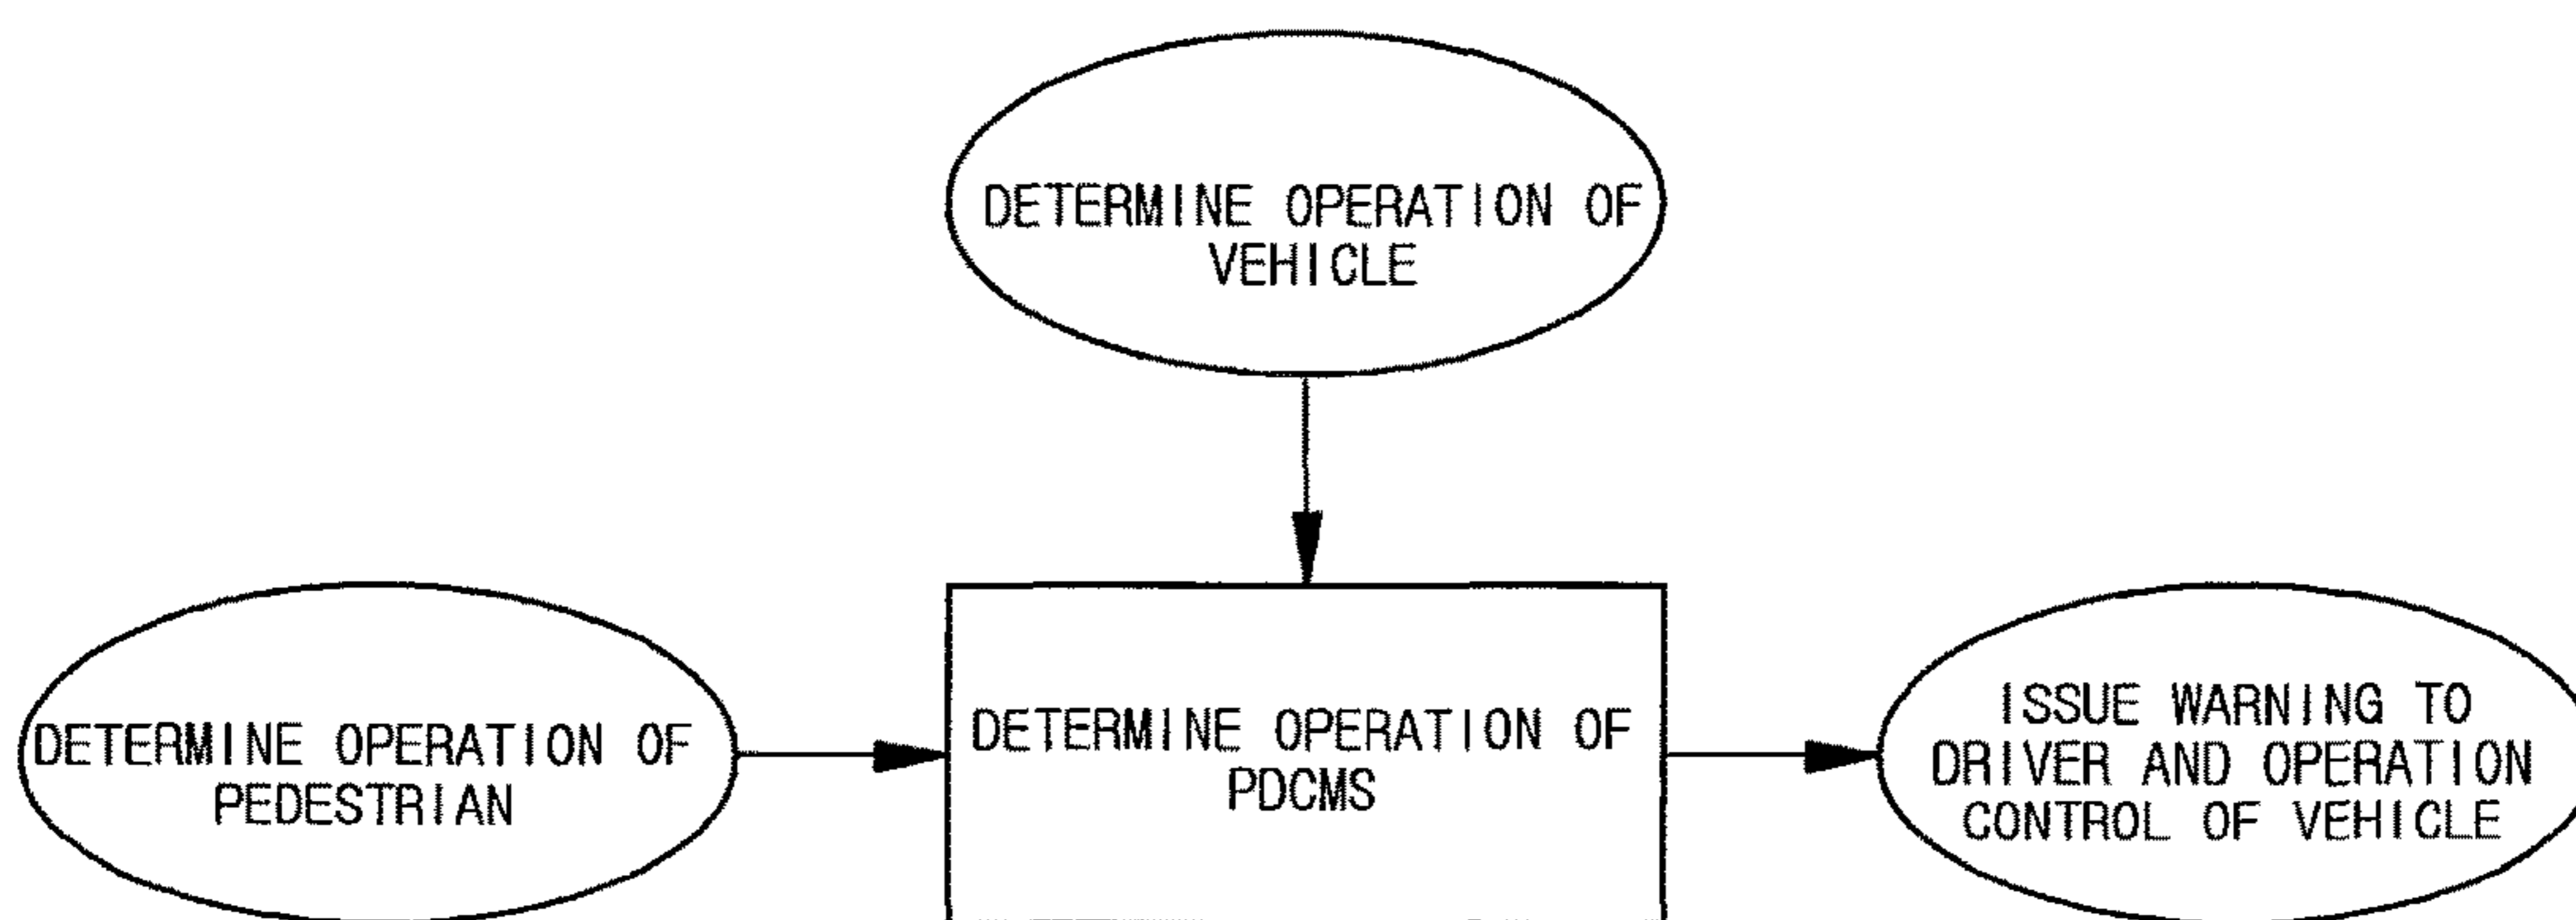 DETERMINE OPERATION OF
VEHICLE
DETERMINE OPERATION OF
PEDESTRIAN
DETERMINE OPERATION OF
PDCMS
ISSUE WARNING TO
DRIVER AND OPERATION
CONTROL OF VEHICLE